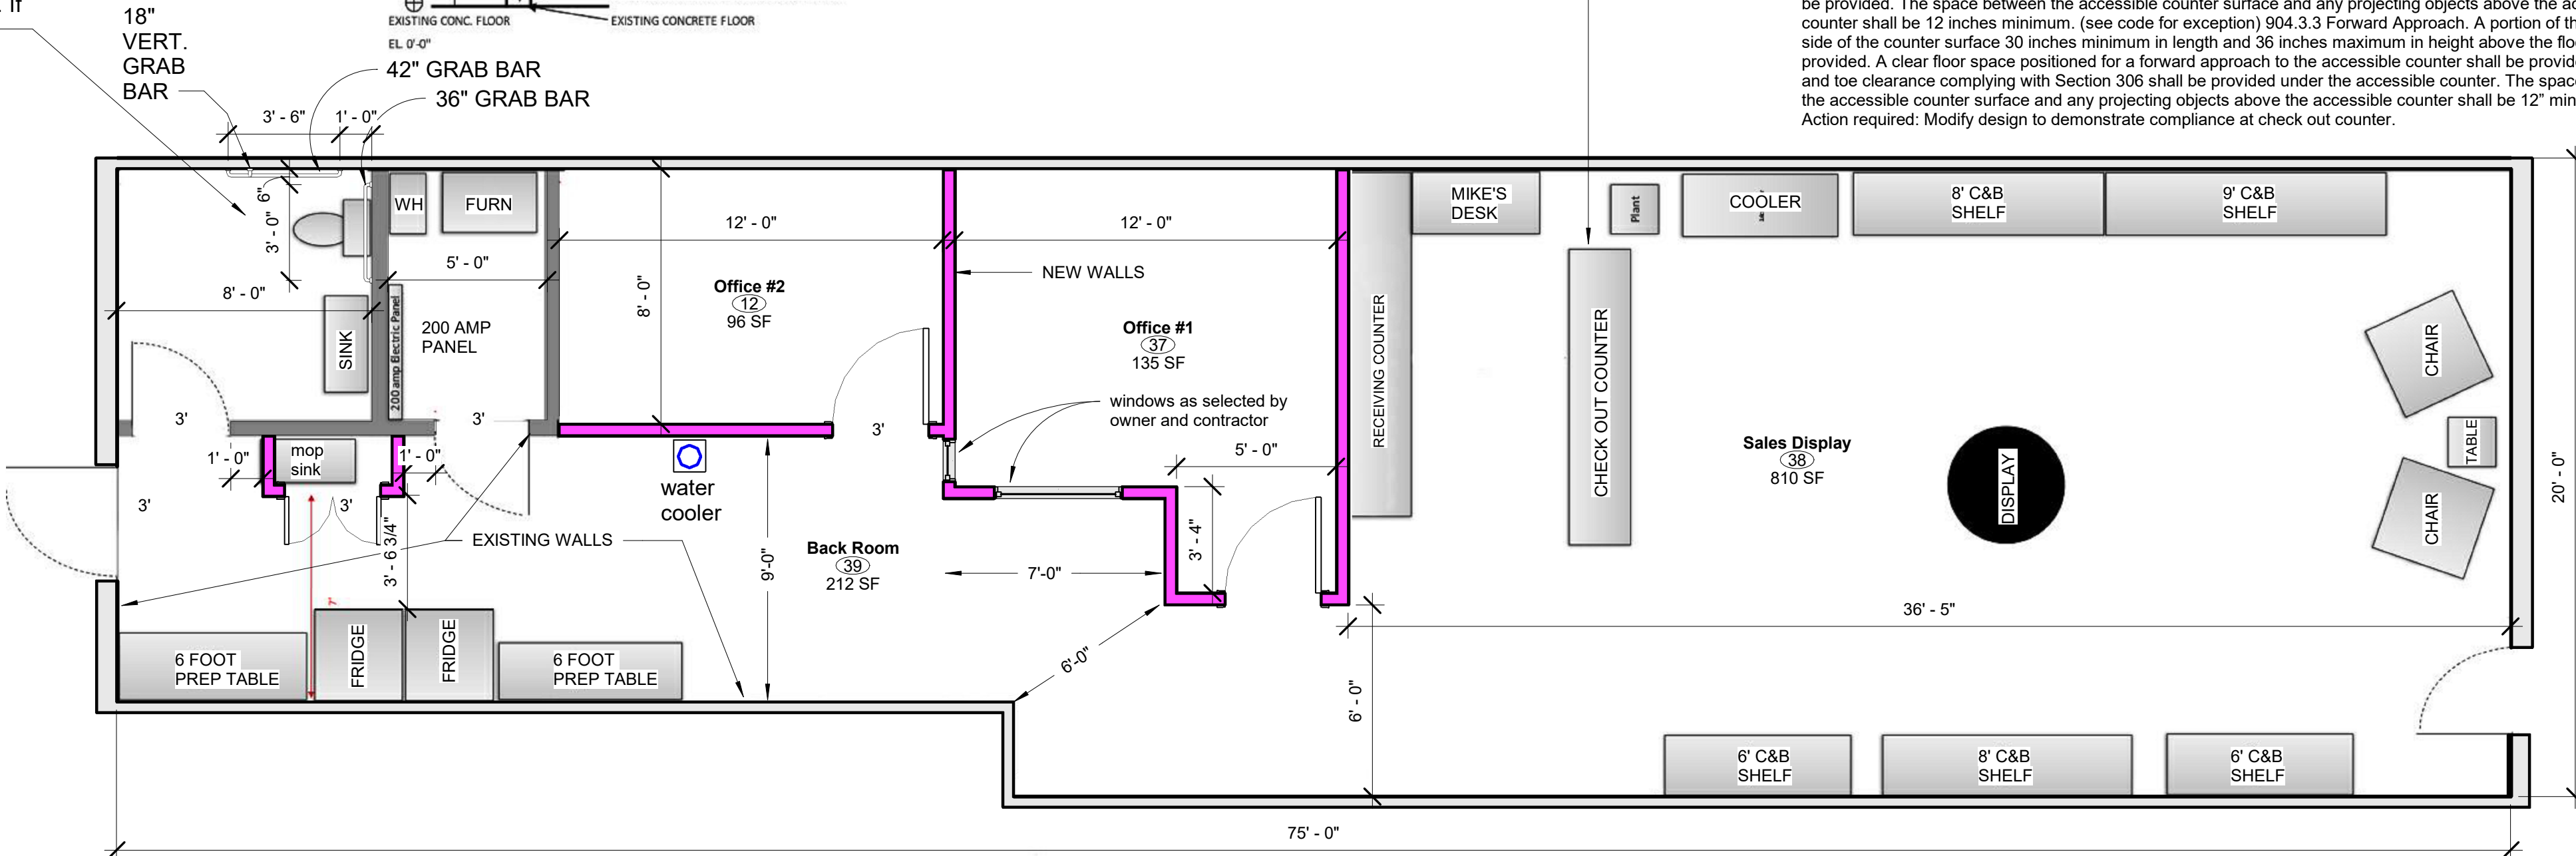 If
18"
VERT.
GRAB
BAR
EXISTING CONC. FLOOR
EXISTING CONCRETE FLOOR
EL. 0'-0"
42" GRAB BAR
36" GRAB BAR
be provided. The space between the accessible counter surface and any projecting objects above the
counter shall be 12 inches minimum. (see code for exception) 904.3.3 Forward Approach. A portion of
side of the counter surface 30 inches minimum in length and 36 inches maximum in height above the
provided. A clear floor space positioned for a forward approach to the accessible counter shall be
and toe clearance complying with Section 306 shall be provided under the accessible counter. The
the accessible counter surface and any projecting objects above the accessible counter shall be 12”
Action required: Modify design to demonstrate compliance at check out counter.
3' - 6"
1' - 0"
6"
3' - 0"
8' - 0"
SINK
3'
WH
FURN
5' - 0"
200 amp Electric Panel
200 AMP
PANEL
3'
12' - 0"
8' - 0"
Office #2
12
96 SF
3'
12' - 0"
NEW WALLS
Office #1
37
135 SF
windows as selected by
owner and contractor
5' - 0"
3' - 4"
RECEIVING COUNTER
MIKE'S
DESK
Plant
COOLER
8' C&B
SHELF
9' C&B
SHELF
CHECK OUT COUNTER
Sales Display
38
810 SF
DISPLAY
CHAIR
TABLE
CHAIR
20' - 0"
1' - 0"
mop
sink
1' - 0"
3'
3'
3' - 6 3/4"
7'
EXISTING WALLS
water
cooler
9'-0"
Back Room
39
212 SF
7'-0"
6'-0"
6' - 0"
36' - 5"
6 FOOT
PREP TABLE
FRIDGE
FRIDGE
6 FOOT
PREP TABLE
6' C&B
SHELF
8' C&B
SHELF
6' C&B
SHELF
75' - 0"